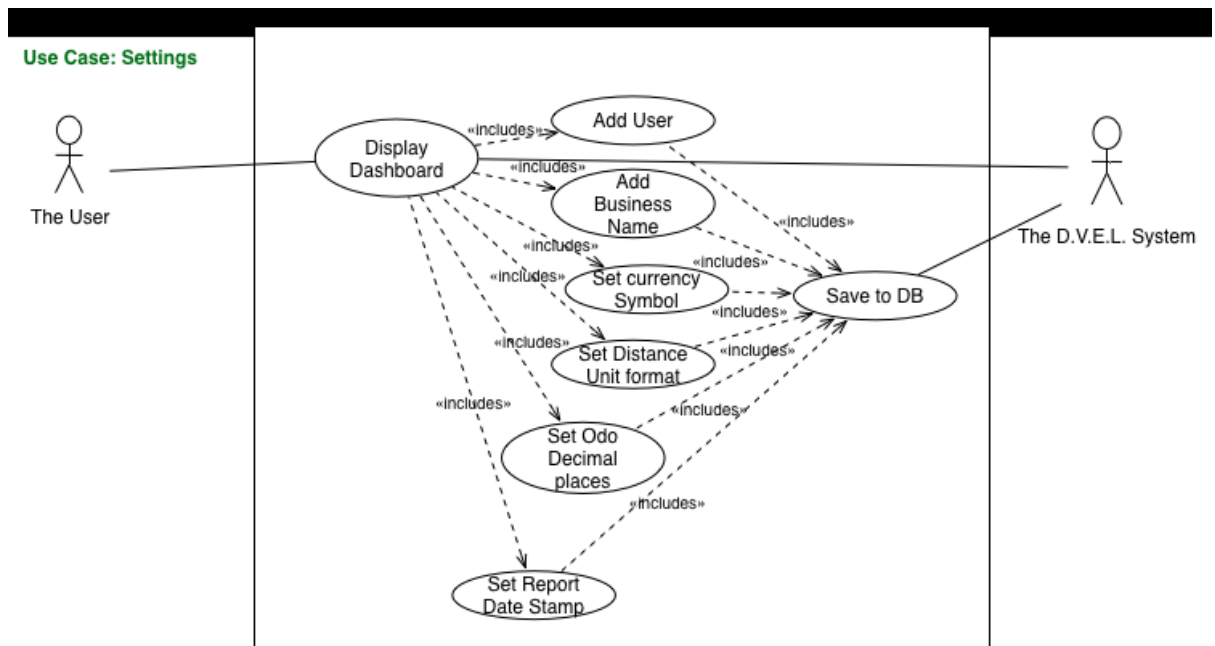 Use Case: Settings
The User
Display
Dashboard
«includes»
Add User
«includes»
Add
Business
Name
«includes»
Set currency
Symbol
«includes»
Set Distance
Unit format
«includes»
Set Odo
Decimal
places
«includes»
Set Report
Date Stamp
«includes»
«includes»
«includes»
«includes»
«includes»
«includes»
Save to DB
The D.V.E.L. System